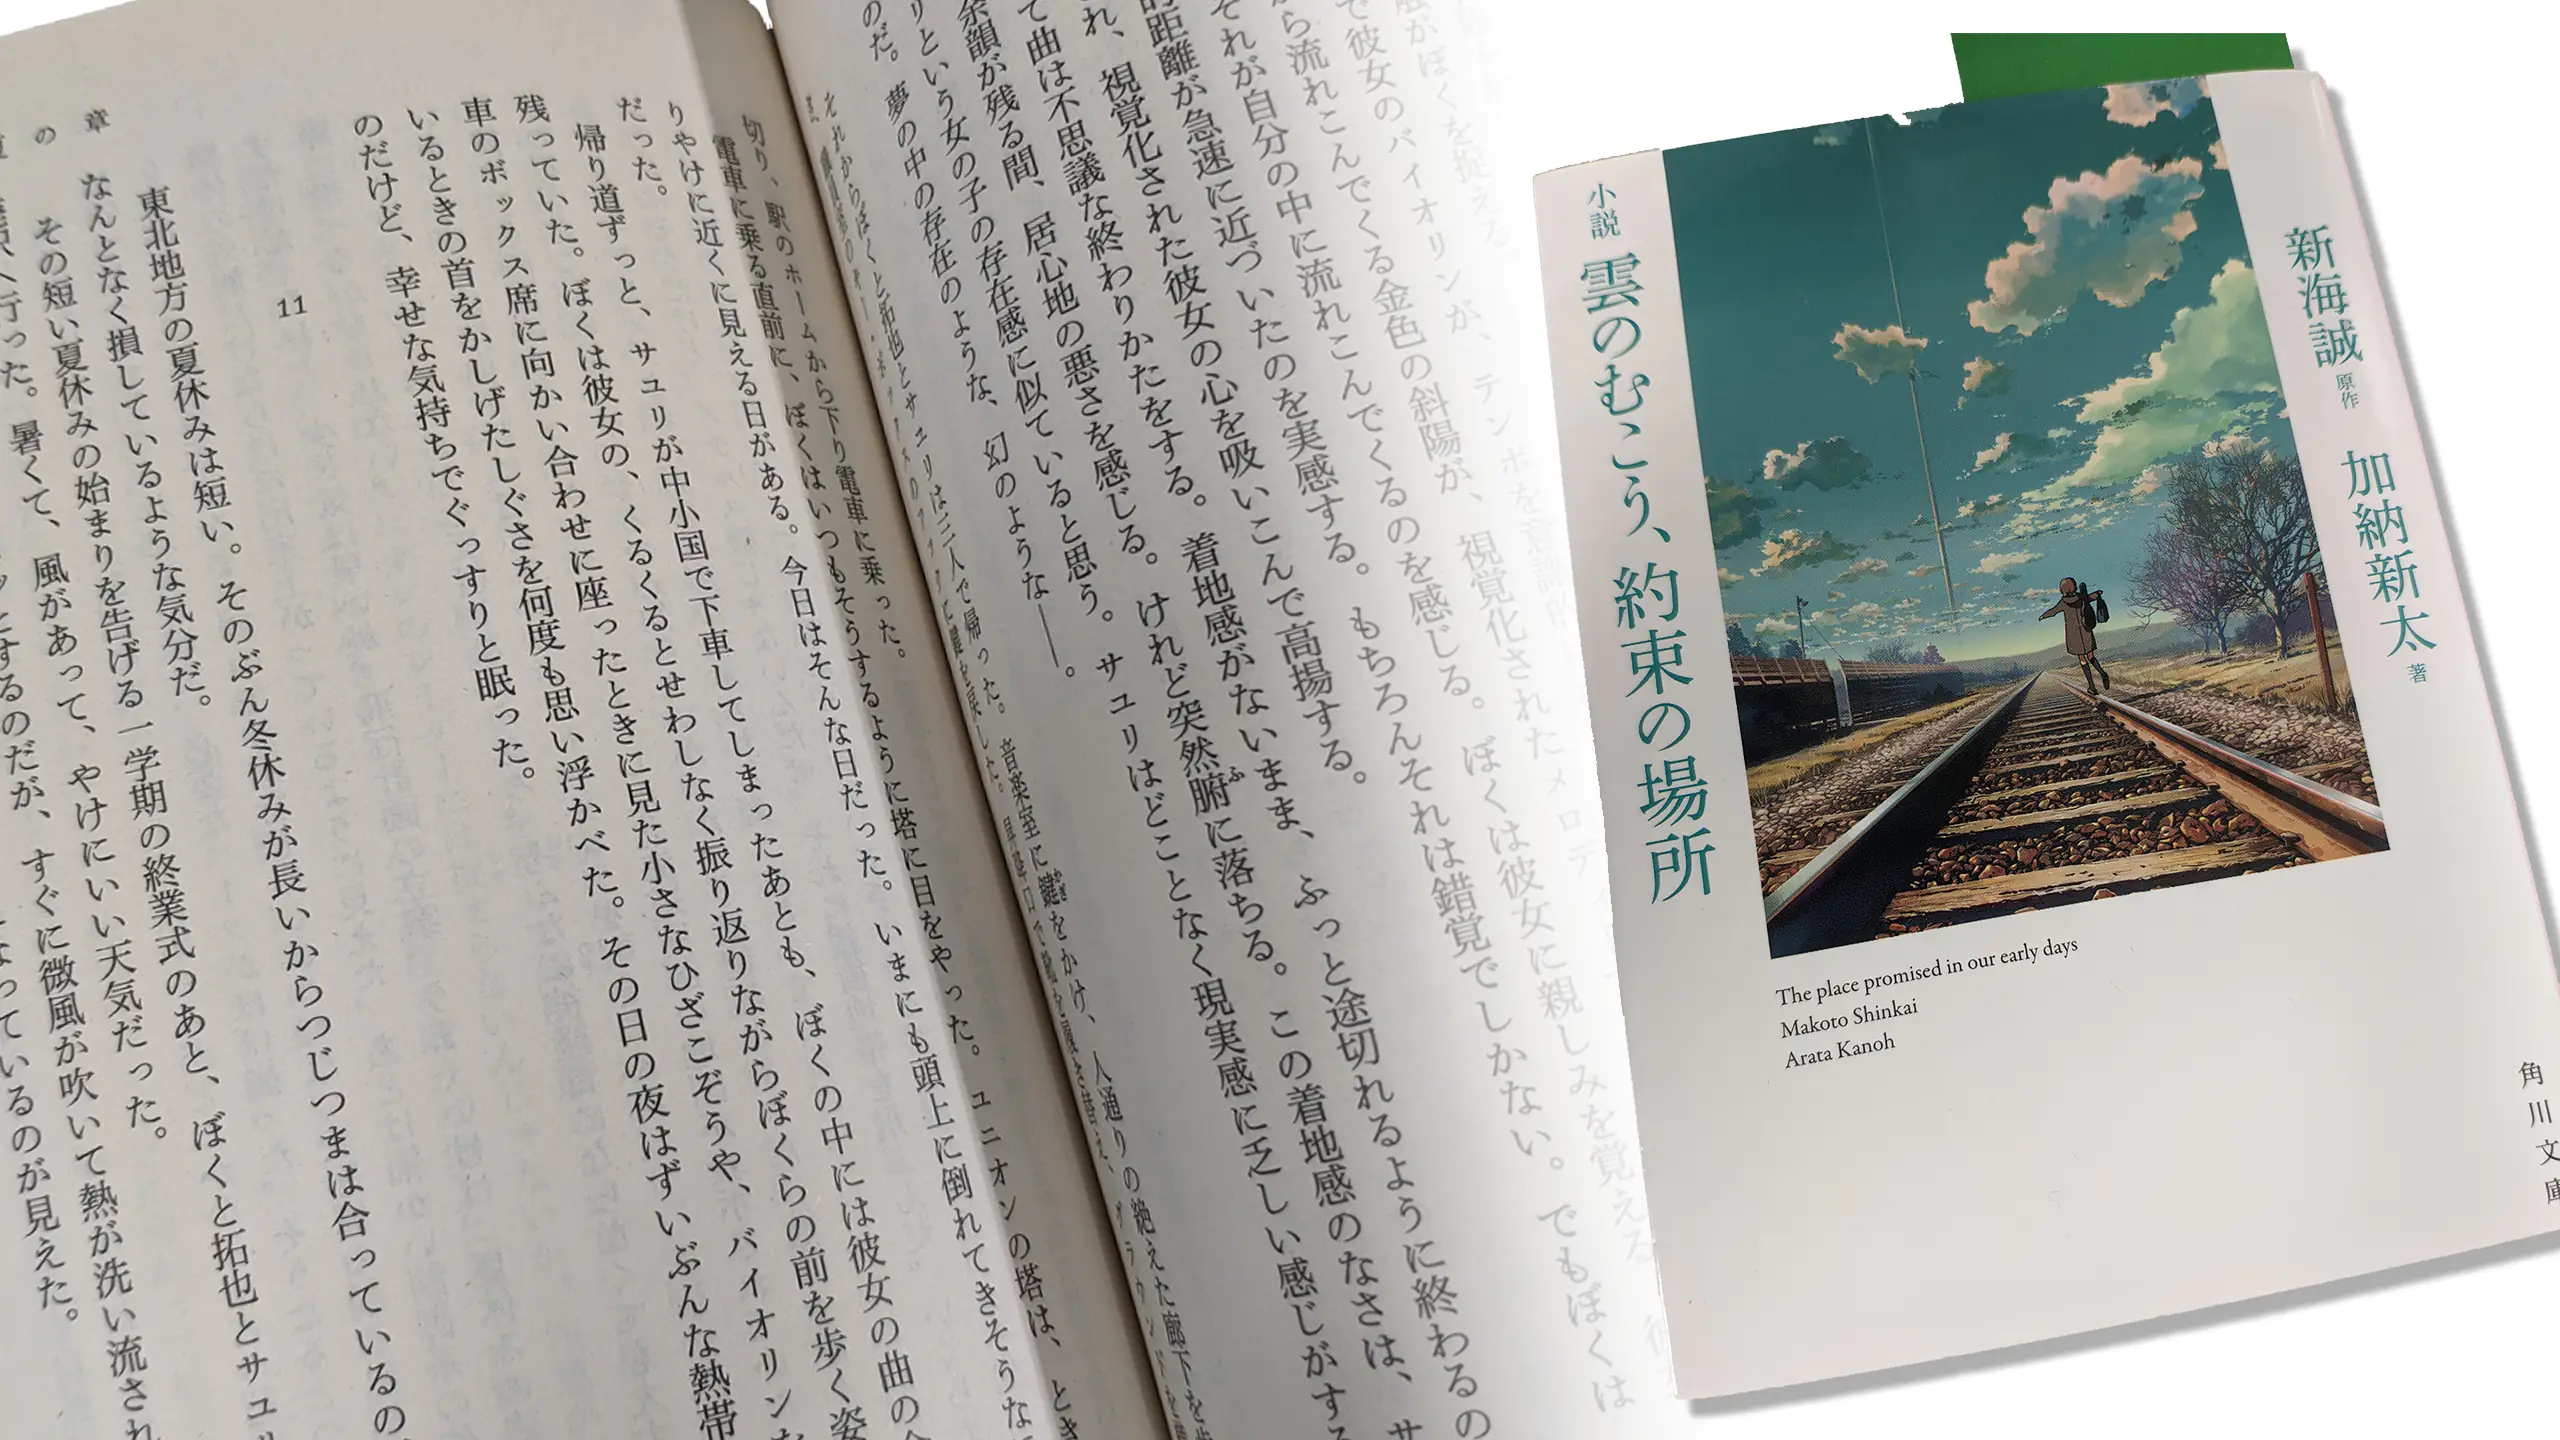 がぼくを捉える。
で彼女のバイオリンが、テンポを意識的
から流れこんでくる金色の斜陽が、視覚化されたメロディ
それが自分の中に流れこんでくるのを感じる。ぼくは彼女に親しみを覚える。
的距離が急速に近づいたのを実感する。もちろんそれは錯覚でしかない。でもぼくは
れ、視覚化された彼女の心を吸いこんで高揚する。
て曲は不思議な終わりかたをする。着地感がないまま、ふっと途切れるように終わるの
余韻が残る間、居心地の悪さを感じる。けれど突然腑に落ちる。この着地感のなさは、サ
リという女の子の存在感に似ていると思う。サユリはどことなく現実感に乏しい感じがす
のだ。夢の中の存在のような、幻のような――。
それからぼくと拓也とサユリは三人で帰った。音楽室に鍵をかけ、人通りの絶えた廊下を
フックに鍵を戻した。昇降口で靴を履き替え、グラウンドを
切り、駅のホームから下り電車に乗った。
電車に乗る直前に、ぼくはいつもそうするように塔に目をやった。ユニオンの塔は、とき
りやけに近くに見える日がある。今日はそんな日だった。いまにも頭上に倒れてきそうな
だった。
帰り道ずっと、サユリが中小国で下車してしまったあとも、ぼくの中には彼女の曲の
残っていた。ぼくは彼女の、くるくるとせわしなく振り返りながらぼくらの前を歩く姿
車のボックス席に向かい合わせに座ったときに見た小さなひざこぞうや、バイオリン
いるときの首をかしげたしぐさを何度も思い浮かべた。その日の夜はずいぶんな熱帯
のだけど、幸せな気持ちでぐっすりと眠った。
11
東北地方の夏休みは短い。そのぶん冬休みが長いからつじつまは合っているの
なんとなく損しているような気分だ。
その短い夏休みの始まりを告げる一学期の終業式のあと、ぼくと拓也とサユリ
へ行った。暑くて、風があって、やけにいい天気だった。
とするのだが、すぐに微風が吹いて熱が洗い流され
なっているのが見えた。
章
の
新海誠 原作 加納新太 著
小説 雲のむこう、約束の場所
The place promised in our early days
Makoto Shinkai
Arata Kanoh
角川文庫